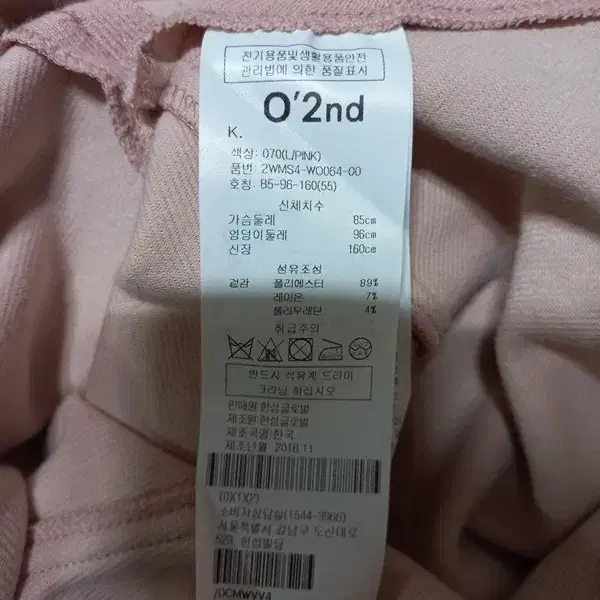 전기용품및생활용품안전
관리법에 의한 품질표시
O'2nd
K.
색상: 070(L/PINK)
품번: 2WMS4-WO064-00
호칭: 85-96-160(55)
신체치수
가슴둘레 85cm
엉덩이둘레 96cm
신장 160cm
섬유조성
겉감 폴리에스터 89%
레이온 7%
폴리우레탄 4%
취급주의
반드시 석유계 드라이
크리닝 하십시오
판매원:한섬글로벌
제조원:한섬글로벌
제조국명:한국
제조년월 2018.11
(0)(1)(2)
소비자상담실(1544-3966)
서울특별시 강남구 도산대로
523, 한섬빌딩